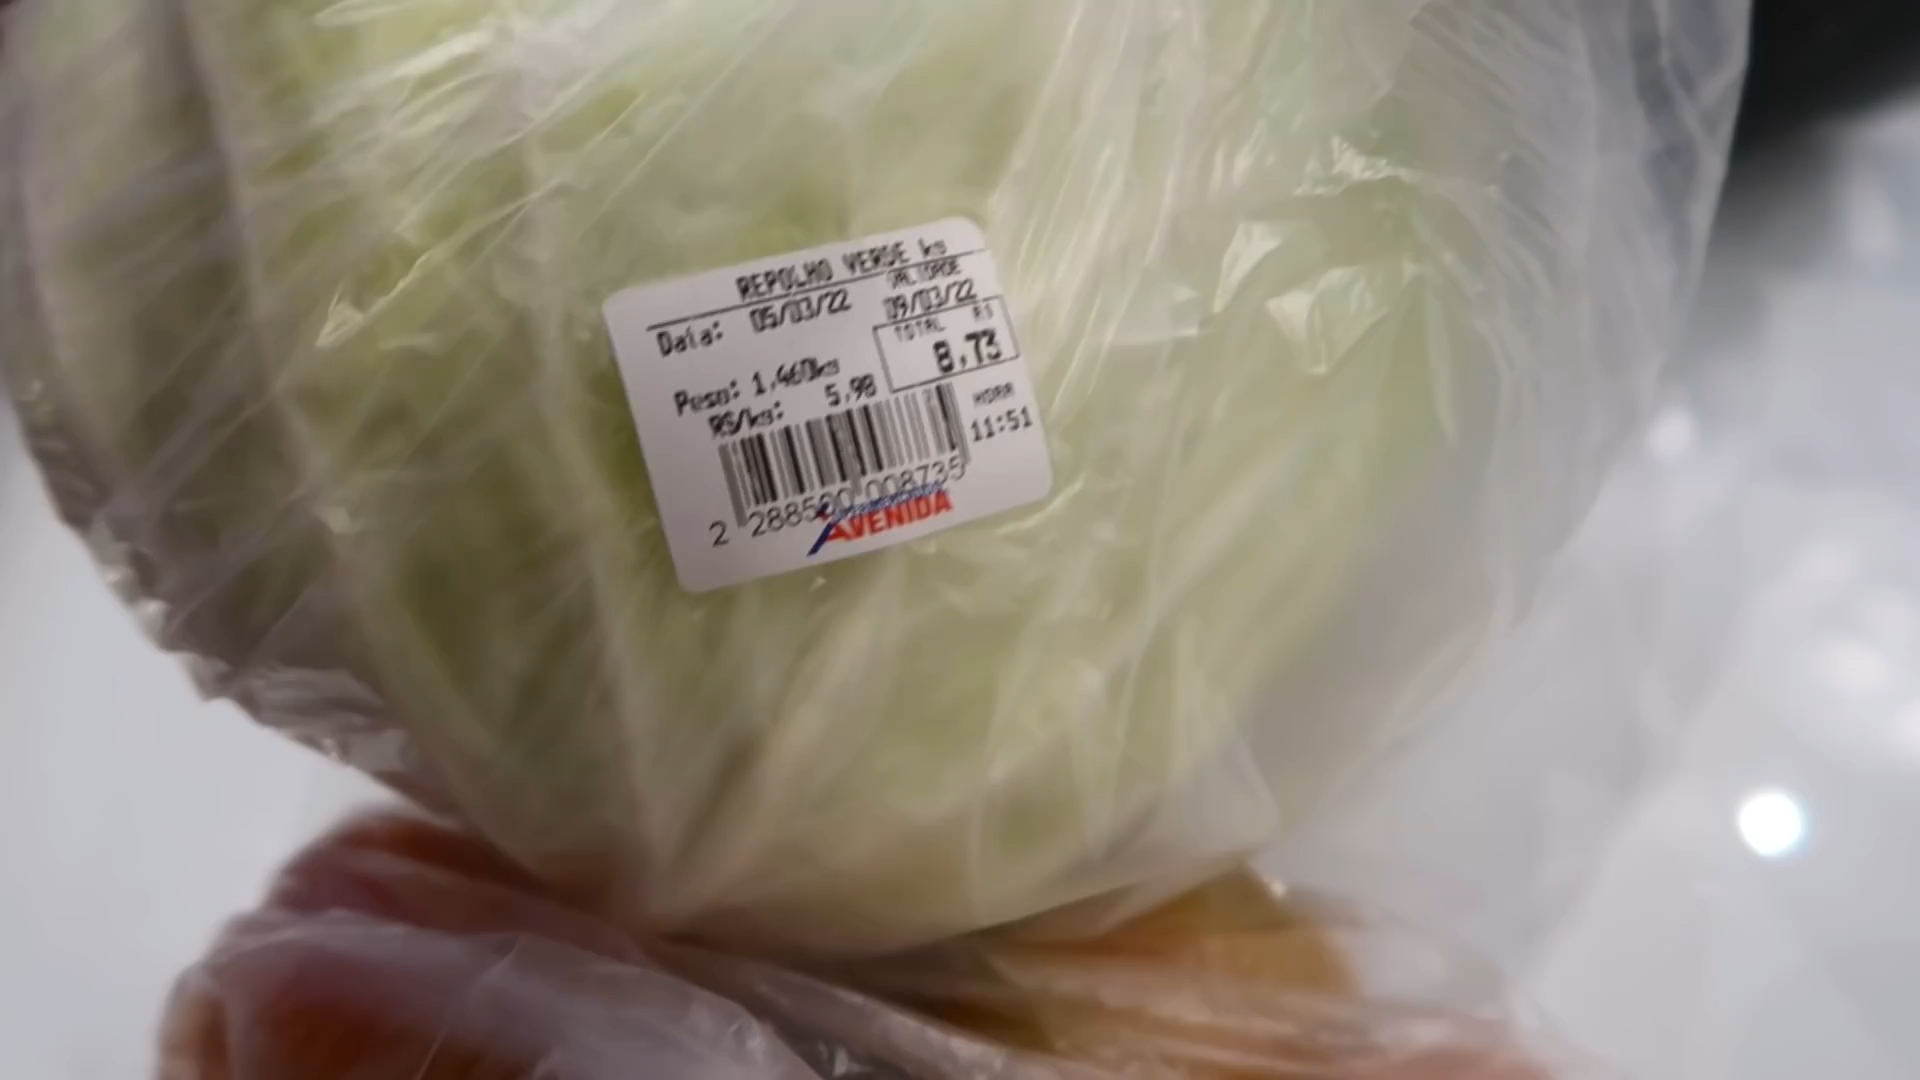 REPOLHO VERDE kg
Data: 05/03/22
09/03/22
TOTAL R$
8,73
Peso: 1,460kg
R$/kg: 5,98
HORA
11:51
2 288500 008735
AVENIDA